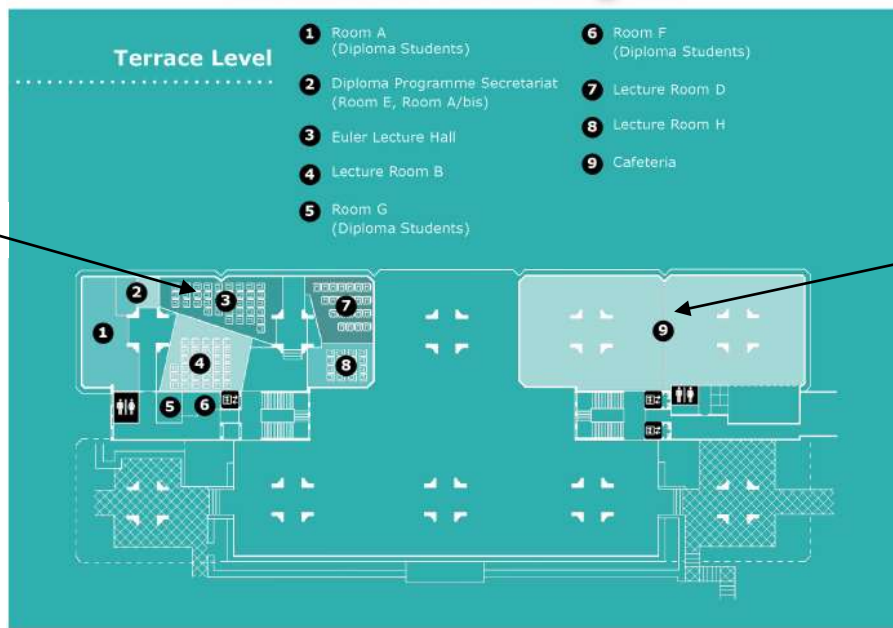 Terrace Level
1 Room A
(Diploma Students)
2 Diploma Programme Secretariat
(Room E, Room A/bis)
3 Euler Lecture Hall
4 Lecture Room B
5 Room G
(Diploma Students)
6 Room F
(Diploma Students)
7 Lecture Room D
8 Lecture Room H
9 Cafeteria
2
3
7
1
9
4
8
5
6